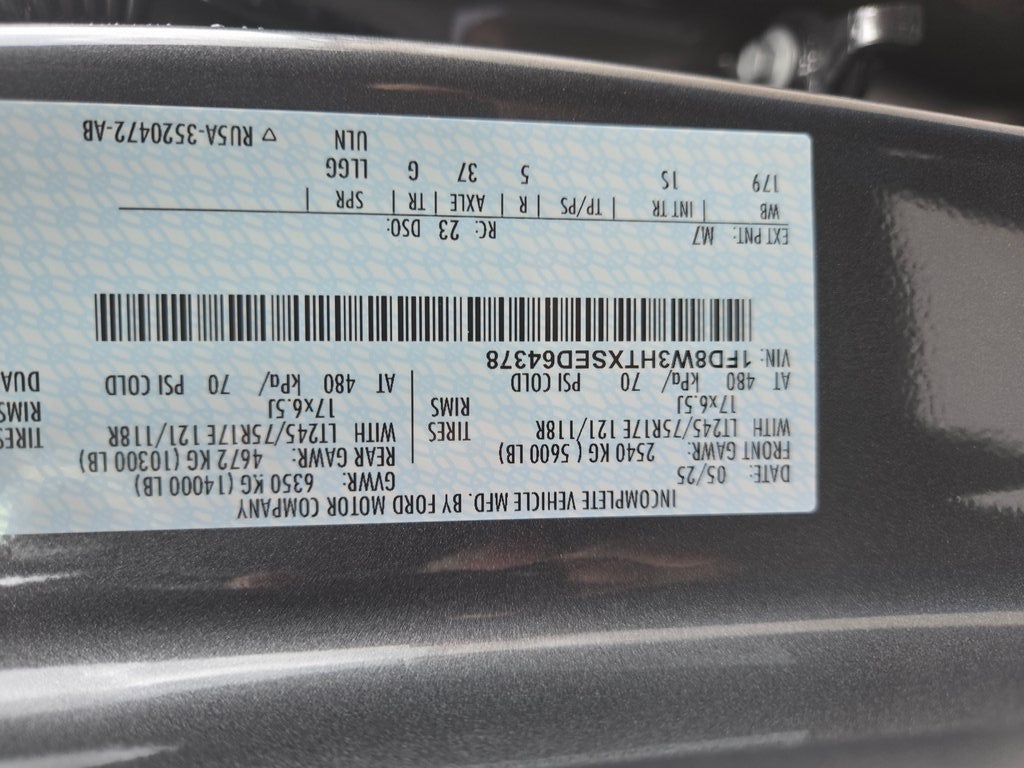 INCOMPLETE VEHICLE MFD. BY FORD MOTOR COMPANY
DATE: 05/25 GVWR: 6350 KG (14000 LB)
FRONT GAWR: 2540 KG (5600 LB) REAR GAWR: 4672 KG (10300 LB)
WITH LT245/75R17E 121/118R TIRES WITH LT245/75R17E 121/118R TIRES
17x6.5J RIMS 17x6.5J RIMS
AT 480 kPa/ 70 PSI COLD AT 480 kPa/ 70 PSI COLD DUA
VIN: 1FD8W3HTXSED64378
EXT PNT: M7 RC: 23 DSO:
WB | INT TR | TP/PS | R | AXLE | TR | SPR |
179 1S 5 37 G LLGG
ULN ▽ RU5A-3520472-AB